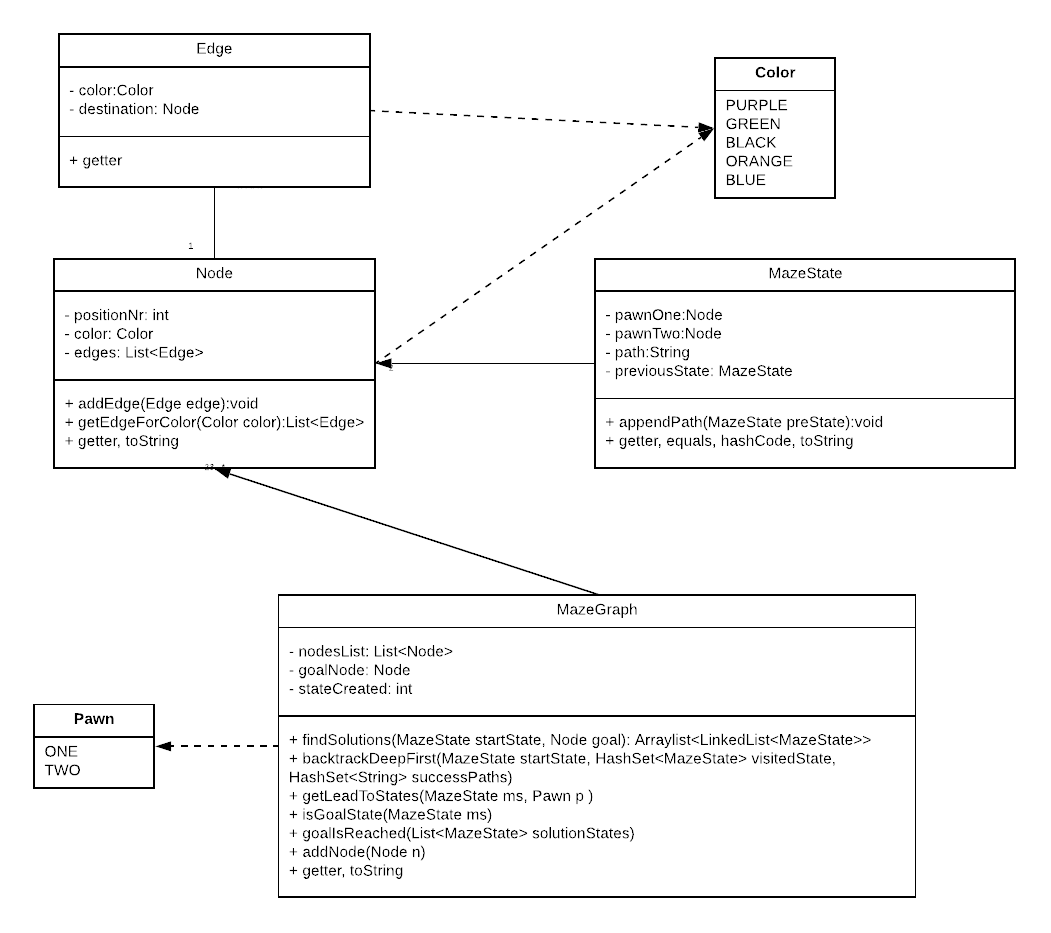 Edge
- color:Color
- destination: Node
+ getter
Color
PURPLE
GREEN
BLACK
ORANGE
BLUE
1
Node
- positionNr: int
- color: Color
- edges: List<Edge>
+ addEdge(Edge edge):void
+ getEdgeForColor(Color color):List<Edge>
+ getter, toString
MazeState
- pawnOne:Node
- pawnTwo:Node
- path:String
- previousState: MazeState
+ appendPath(MazeState preState):void
+ getter, equals, hashCode, toString
MazeGraph
- nodesList: List<Node>
- goalNode: Node
- stateCreated: int
+ findSolutions(MazeState startState, Node goal): Arraylist<LinkedList<MazeState>>
+ backtrackDeepFirst(MazeState startState, HashSet<MazeState> visitedState,
HashSet<String> successPaths)
+ getLeadToStates(MazeState ms, Pawn p )
+ isGoalState(MazeState ms)
+ goalIsReached(List<MazeState> solutionStates)
+ addNode(Node n)
+ getter, toString
Pawn
ONE
TWO